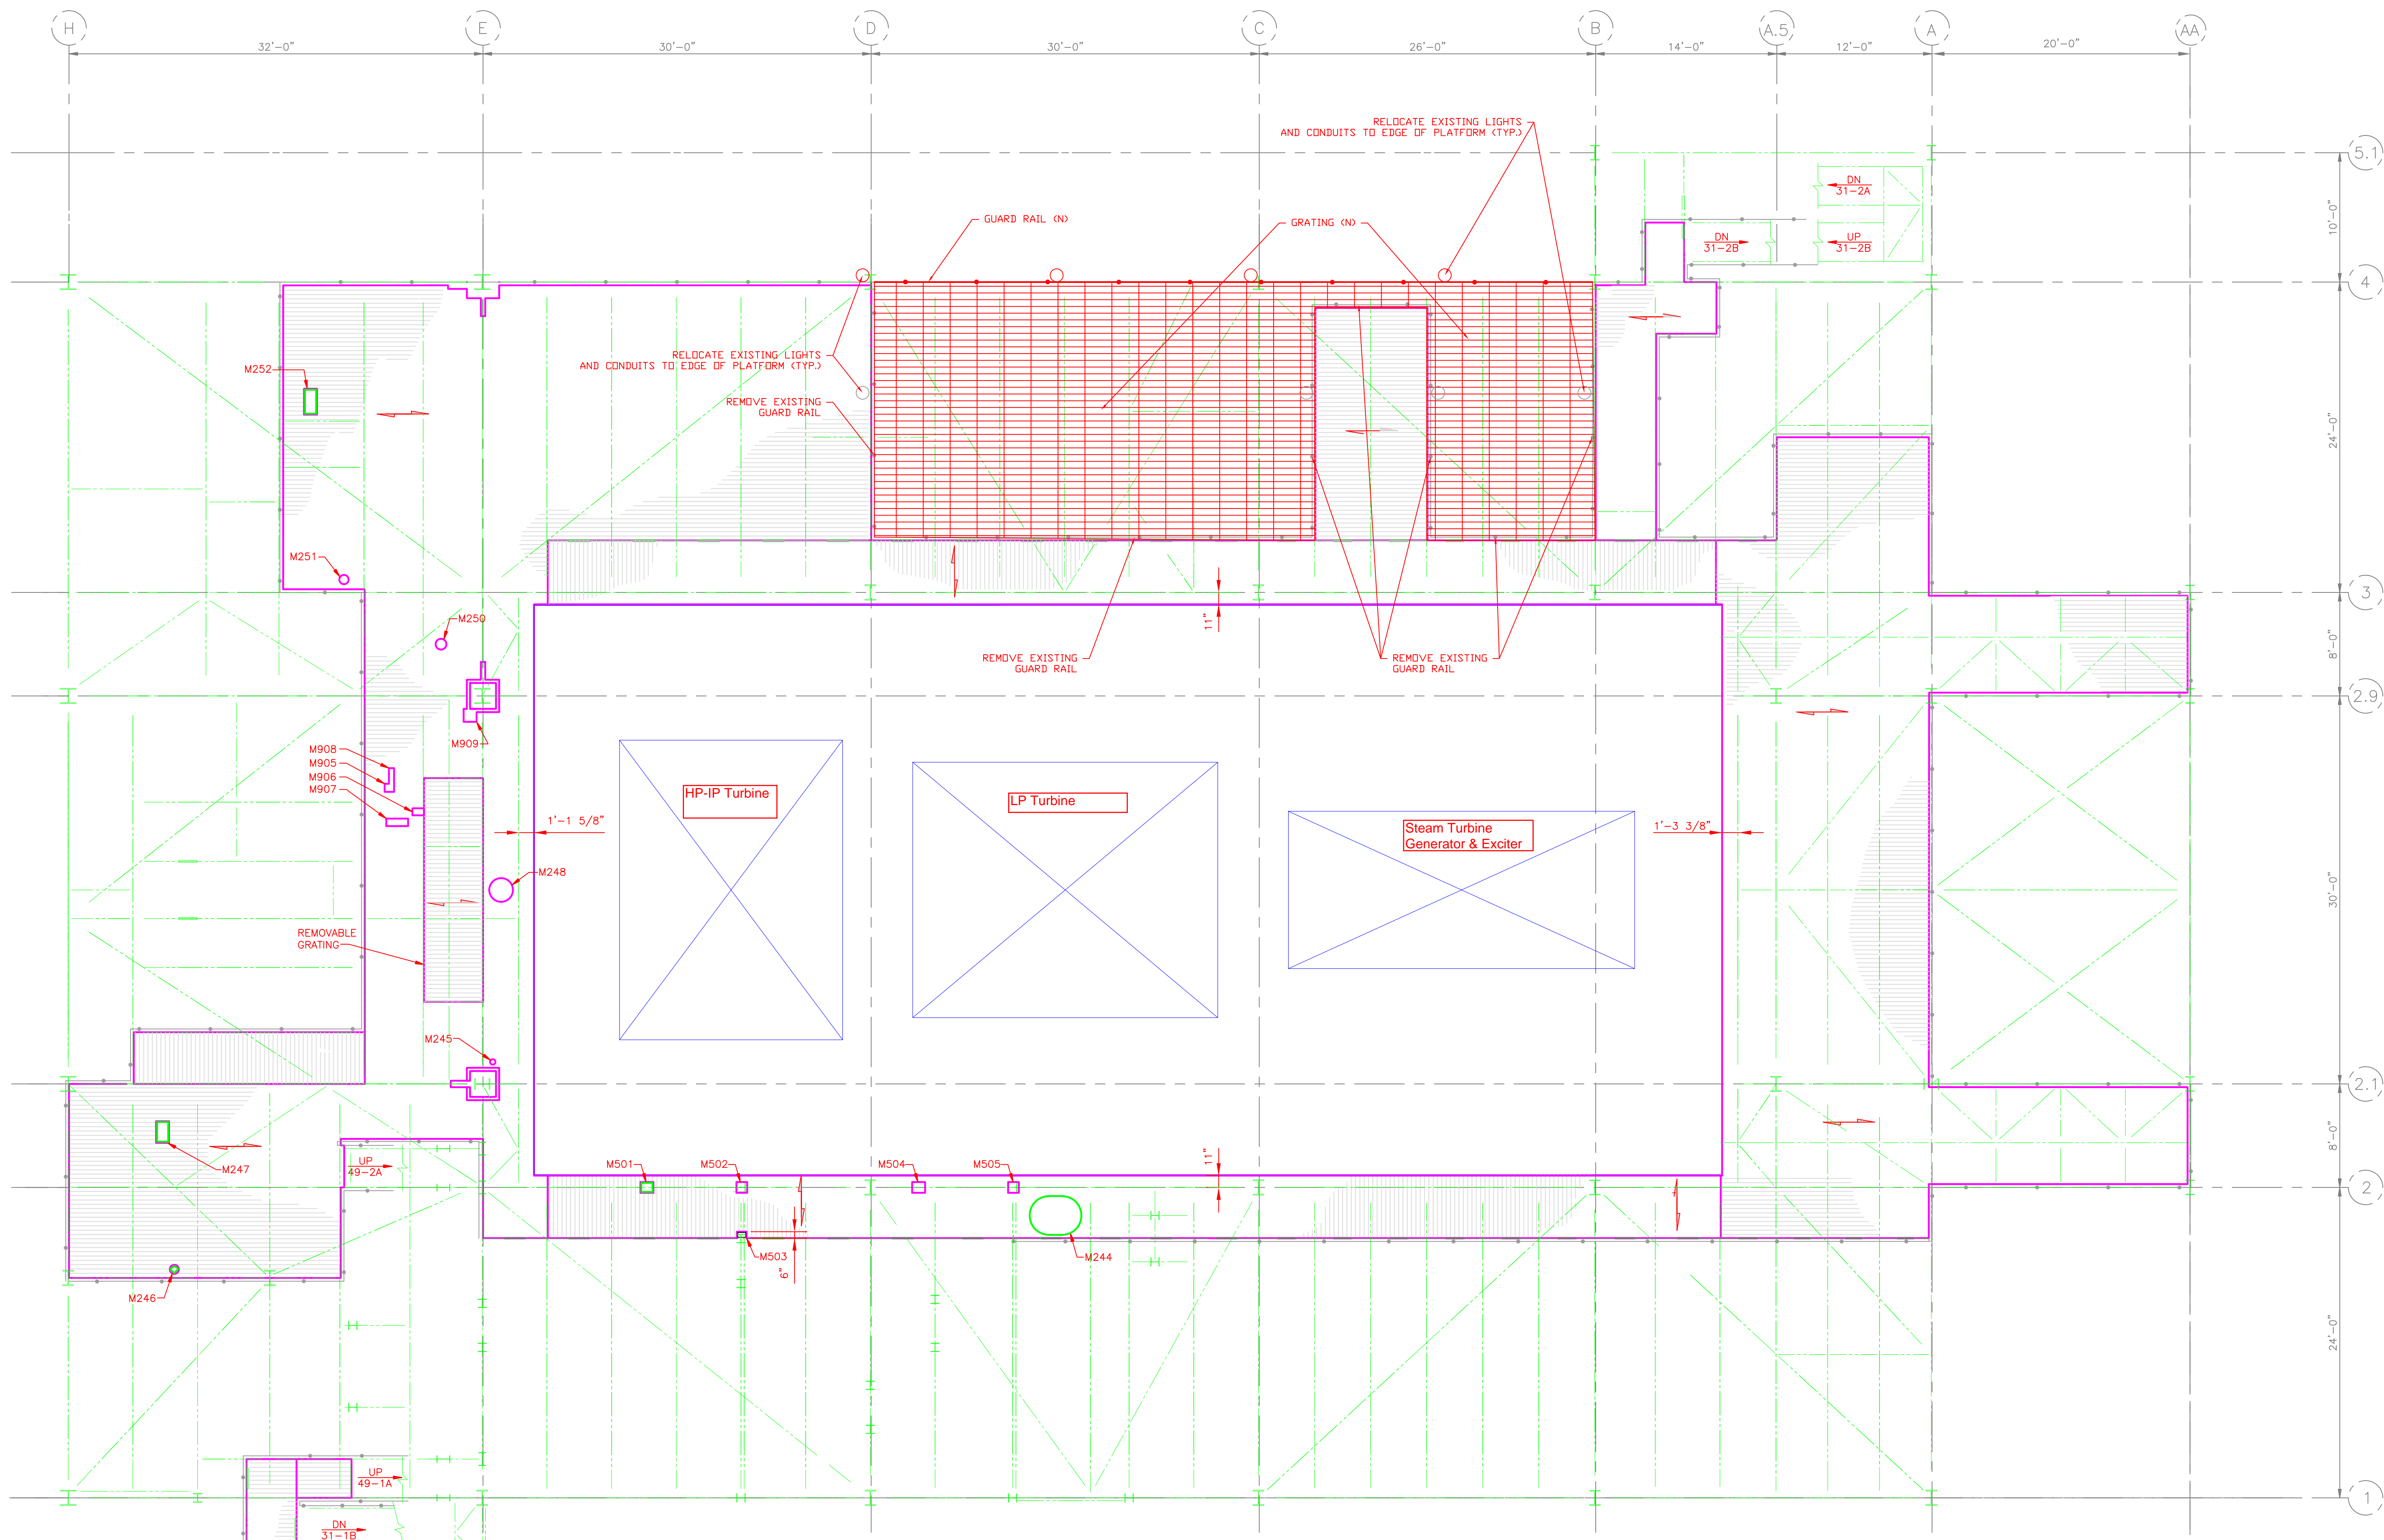 H
E
D
C
B
A.5
A
AA
32'-0"
30'-0"
30'-0"
26'-0"
14'-0"
12'-0"
20'-0"
RELOCATE EXISTING LIGHTS
AND CONDUITS TO EDGE OF PLATFORM (TYP.)
5.1
DN
31-2A
10'-0"
GUARD RAIL (N)
GRATING (N)
DN
31-2B
UP
31-2B
4
RELOCATE EXISTING LIGHTS
AND CONDUITS TO EDGE OF PLATFORM (TYP.)
M252
REMOVE EXISTING
GUARD RAIL
24'-0"
M251
3
M250
11"
8'-0"
REMOVE EXISTING
GUARD RAIL
REMOVE EXISTING
GUARD RAIL
2.9
M909
M908
M905
M906
M907
HP-IP Turbine
LP Turbine
Steam Turbine
Generator & Exciter
1'-1 5/8"
1'-3 3/8"
M248
30'-0"
REMOVABLE
GRATING
M245
2.1
M247
UP
49-2A
M501
M502
M504
M505
11"
8'-0"
2
M503
6"
M244
M246
24'-0"
UP
49-1A
1
DN
31-1B